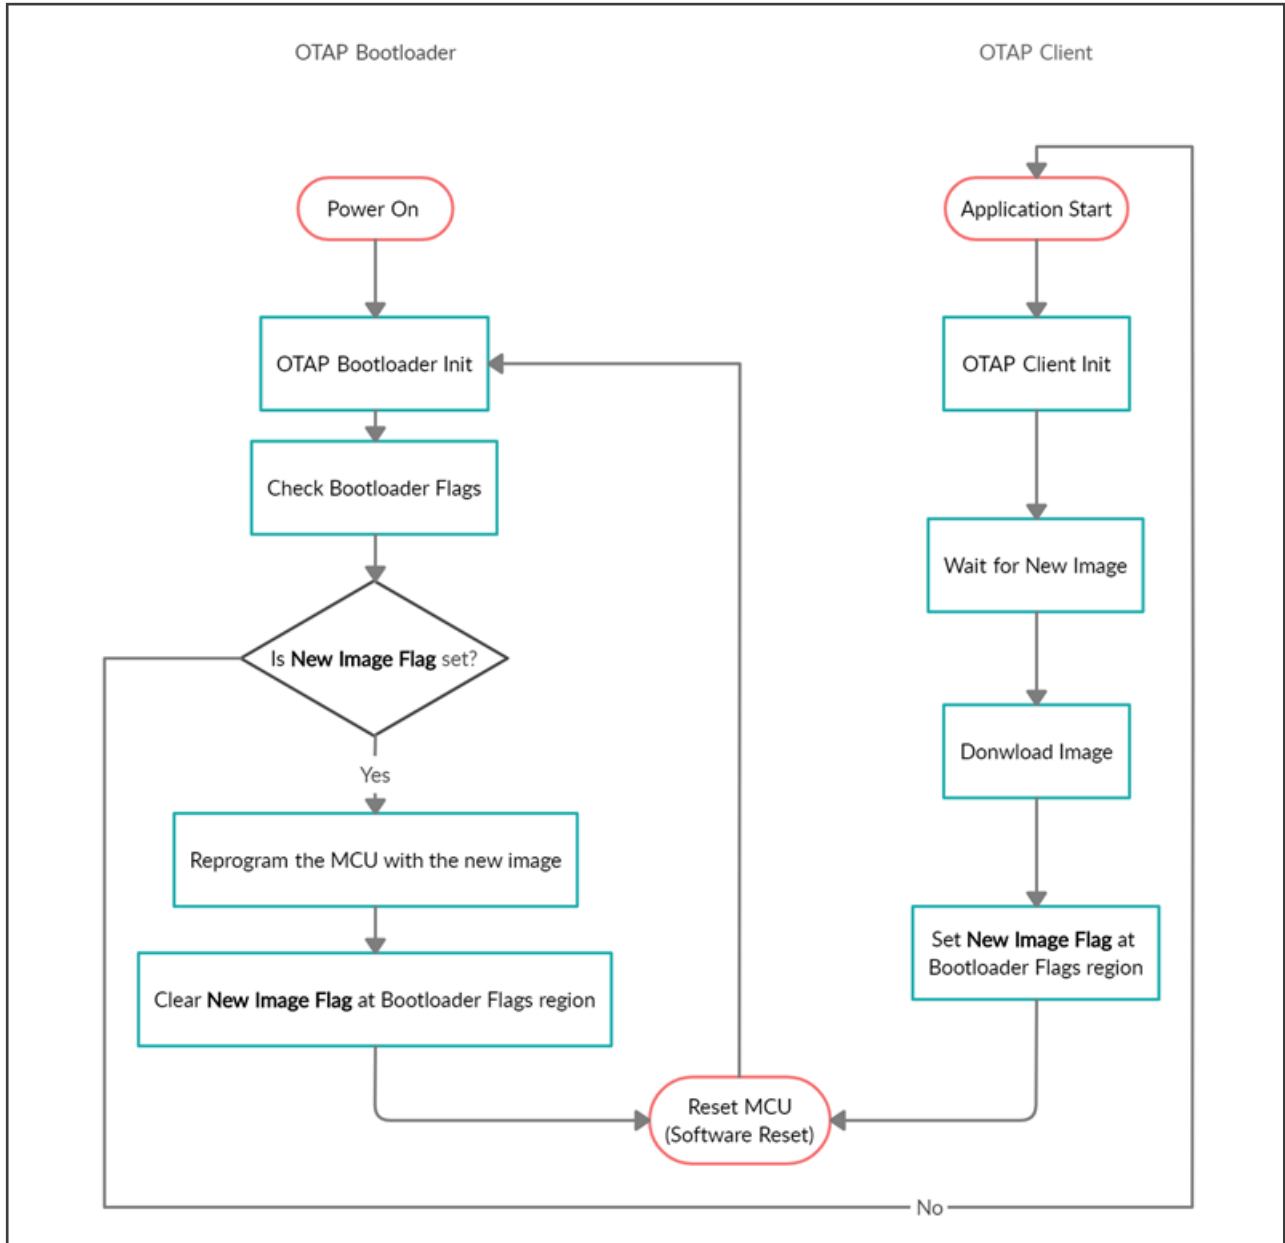 OTAP Bootloader
OTAP Client
Power On
Application Start
OTAP Bootloader Init
OTAP Client Init
Check Bootloader Flags
Wait for New Image
Is New Image Flag set?
Yes
Donwload Image
Reprogram the MCU with the new image
Set New Image Flag at
Bootloader Flags region
Clear New Image Flag at Bootloader Flags region
Reset MCU
(Software Reset)
No